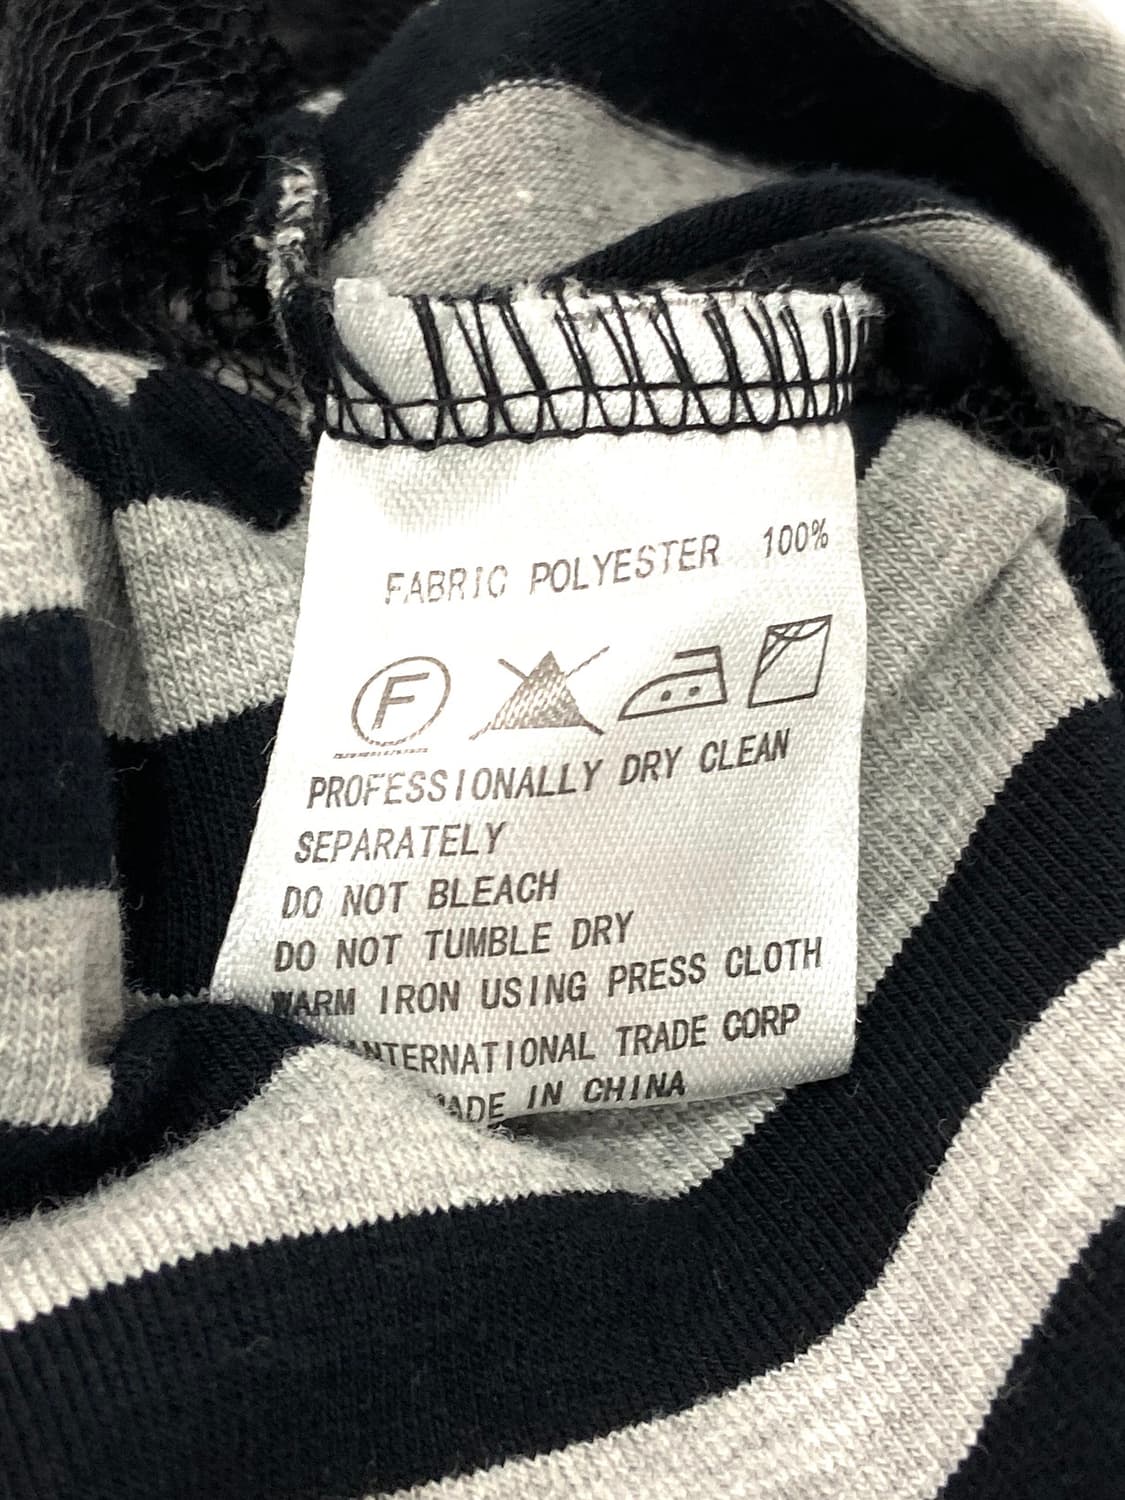 FABRIC POLYESTER 100%
F
PROFESSIONALLY DRY CLEAN
SEPARATELY
DO NOT BLEACH
DO NOT TUMBLE DRY
WARM IRON USING PRESS CLOTH
INTERNATIONAL TRADE CORP
MADE IN CHINA